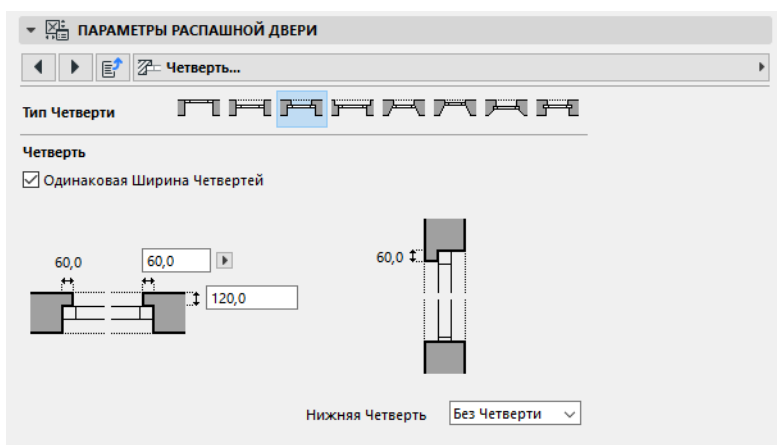 ПАРАМЕТРЫ РАСПАШНОЙ ДВЕРИ
Четверть...
Тип Четверти
Четверть
Одинаковая Ширина Четвертей
60,0 60,0 60,0
120,0
Нижняя Четверть Без Четверти